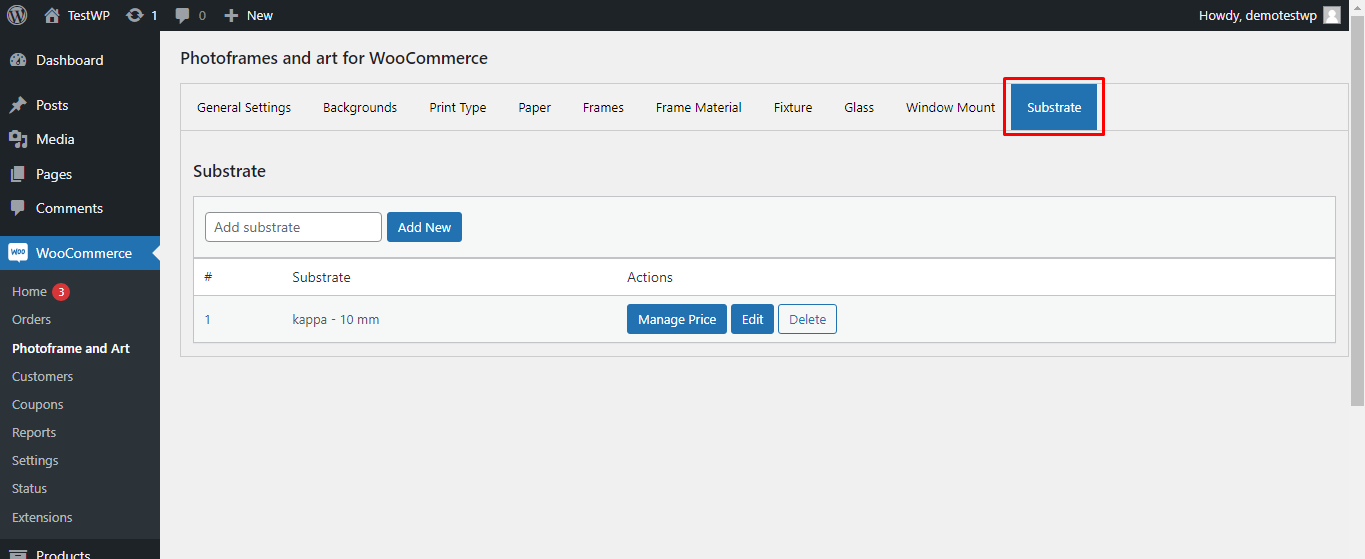 TestWP 1 0 New Howdy, demotestwp
Dashboard
Posts
Media
Pages
Comments
WOO WooCommerce
Home 3
Orders
Photoframe and Art
Customers
Coupons
Reports
Settings
Status
Extensions
Products
Photoframes and art for WooCommerce
General Settings Backgrounds Print Type Paper Frames Frame Material Fixture Glass Window Mount Substrate
Substrate
Add substrate Add New
# Substrate Actions
1 kappa - 10 mm Manage Price Edit Delete